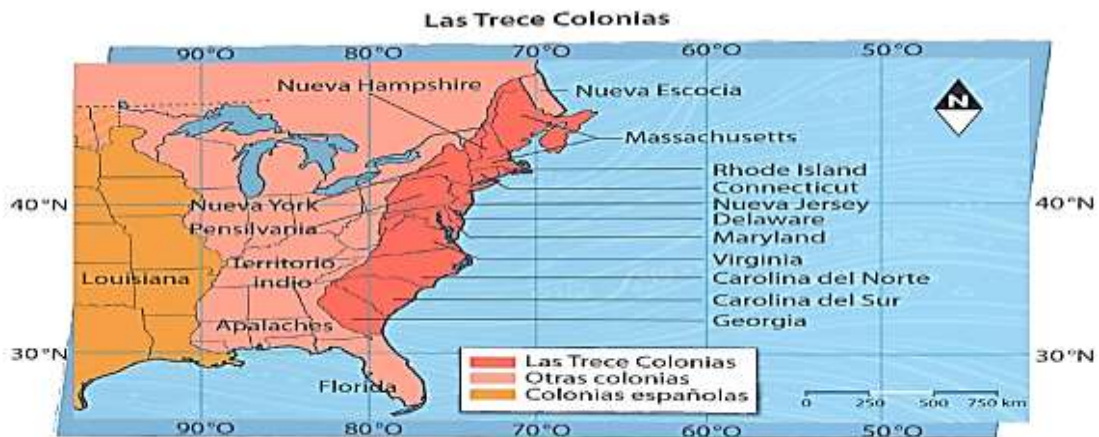 Las Trece Colonias
90°O 80°O 70°O 60°O 50°O
Nueva Hampshire
Nueva Escocia
N
Massachusetts
Rhode Island
Connecticut
40°N Nueva York Nueva Jersey 40°N
Delaware
Pensilvania
Maryland
Territorio
Indio
Virginia
Louisiana
Carolina del Norte
Carolina del Sur
Apalaches
Georgia
30°N 30°N
Florida
Las Trece Colonias
Otras colonias
Colonias españolas
0 250 500 750 km
90°O 80°O 70°O 60°O 50°O